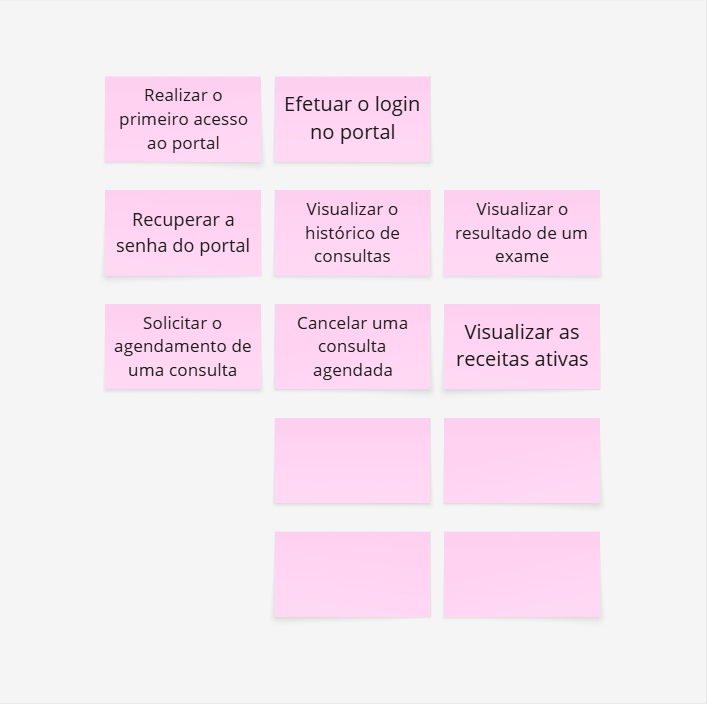 Realizar o
primeiro acesso
ao portal
Efetuar o login
no portal
Recuperar a
senha do portal
Visualizar o
histórico de
consultas
Visualizar o
resultado de um
exame
Solicitar o
agendamento de
uma consulta
Cancelar uma
consulta
agendada
Visualizar as
receitas ativas